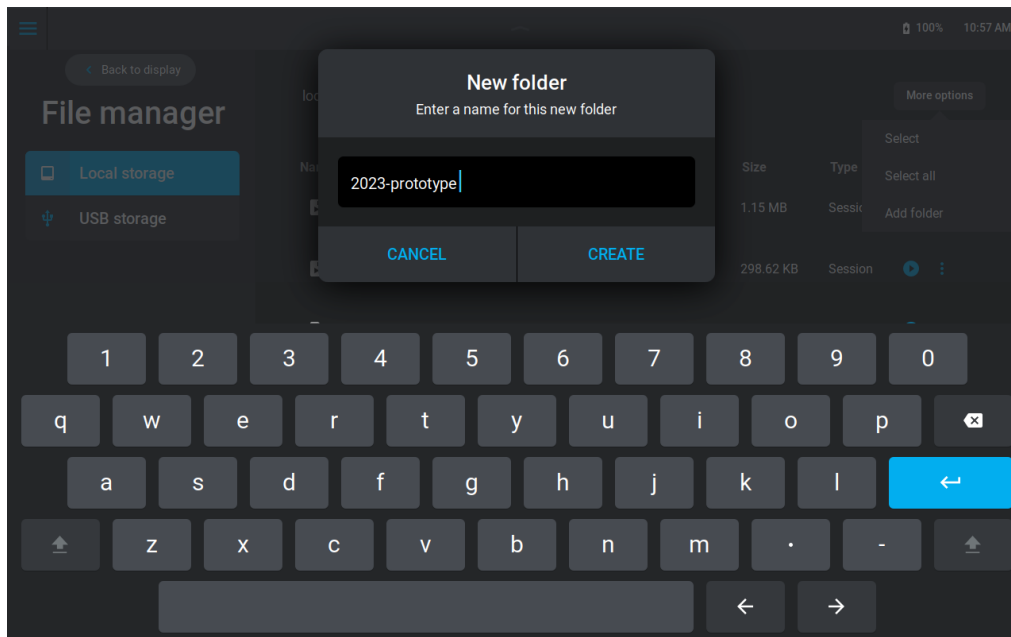 100% 10:57 AM
Back to display
File manager
Local storage
USB storage
New folder
Enter a name for this new folder
2023-prototype
CANCEL CREATE
More options
Select
Select all
Add folder
Size Type
1.15 MB
298.62 KB Session
1 2 3 4 5 6 7 8 9 0
q w e r t y u i o p
a s d f g h j k l
z x c v b n m . -